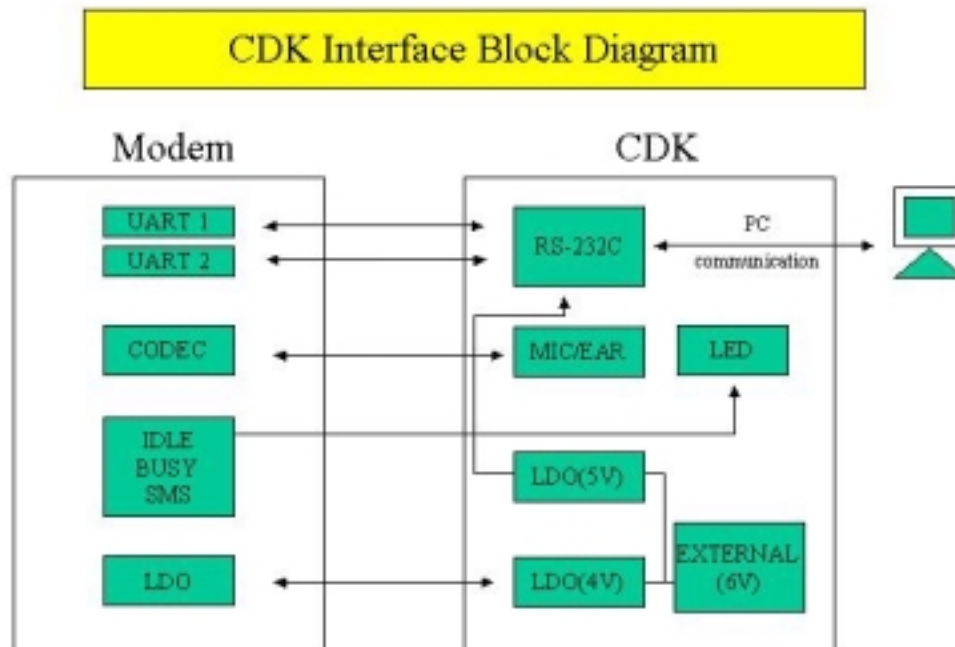 CDK Interface Block Diagram
Modem
CDK
UART 1
UART 2
RS-232C
PC
communication
CODEC
MIC/EAR
LED
IDLE
BUSY
SMS
LDO(5V)
LDO
LDO(4V)
EXTERNAL
(6V)